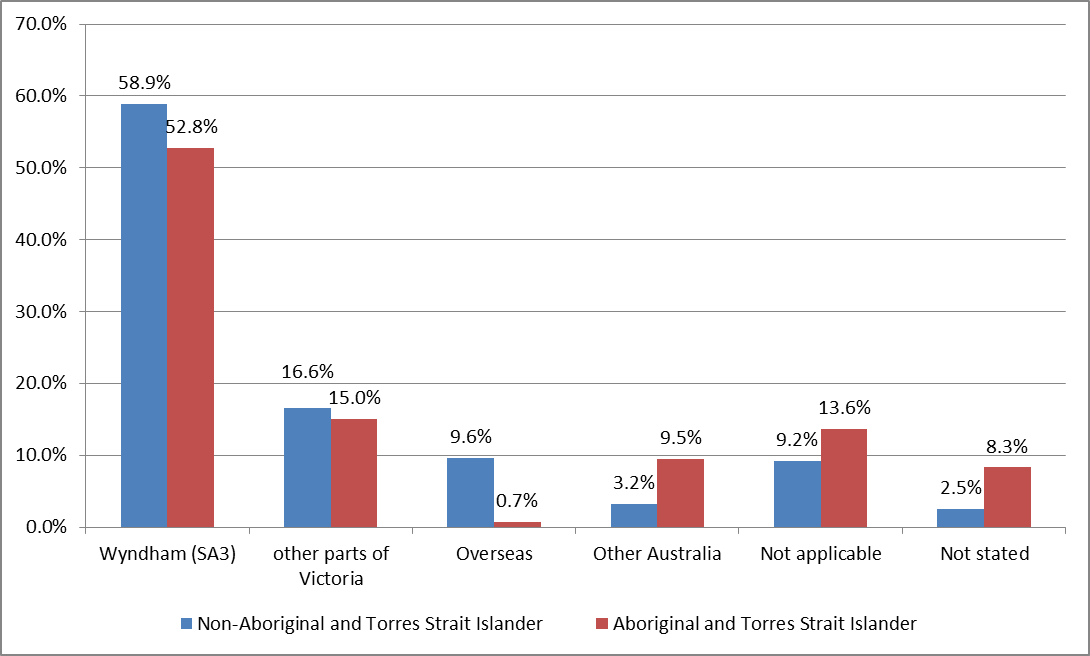 70.0%
60.0%
50.0%
40.0%
30.0%
20.0%
10.0%
0.0%
58.9%
52.8%
16.6%
15.0%
9.6%
0.7%
3.2%
9.5%
9.2%
13.6%
2.5%
8.3%
Wyndham (SA3)
other parts of
Victoria
Overseas
Other Australia
Not applicable
Not stated
Non-Aboriginal and Torres Strait Islander
Aboriginal and Torres Strait Islander